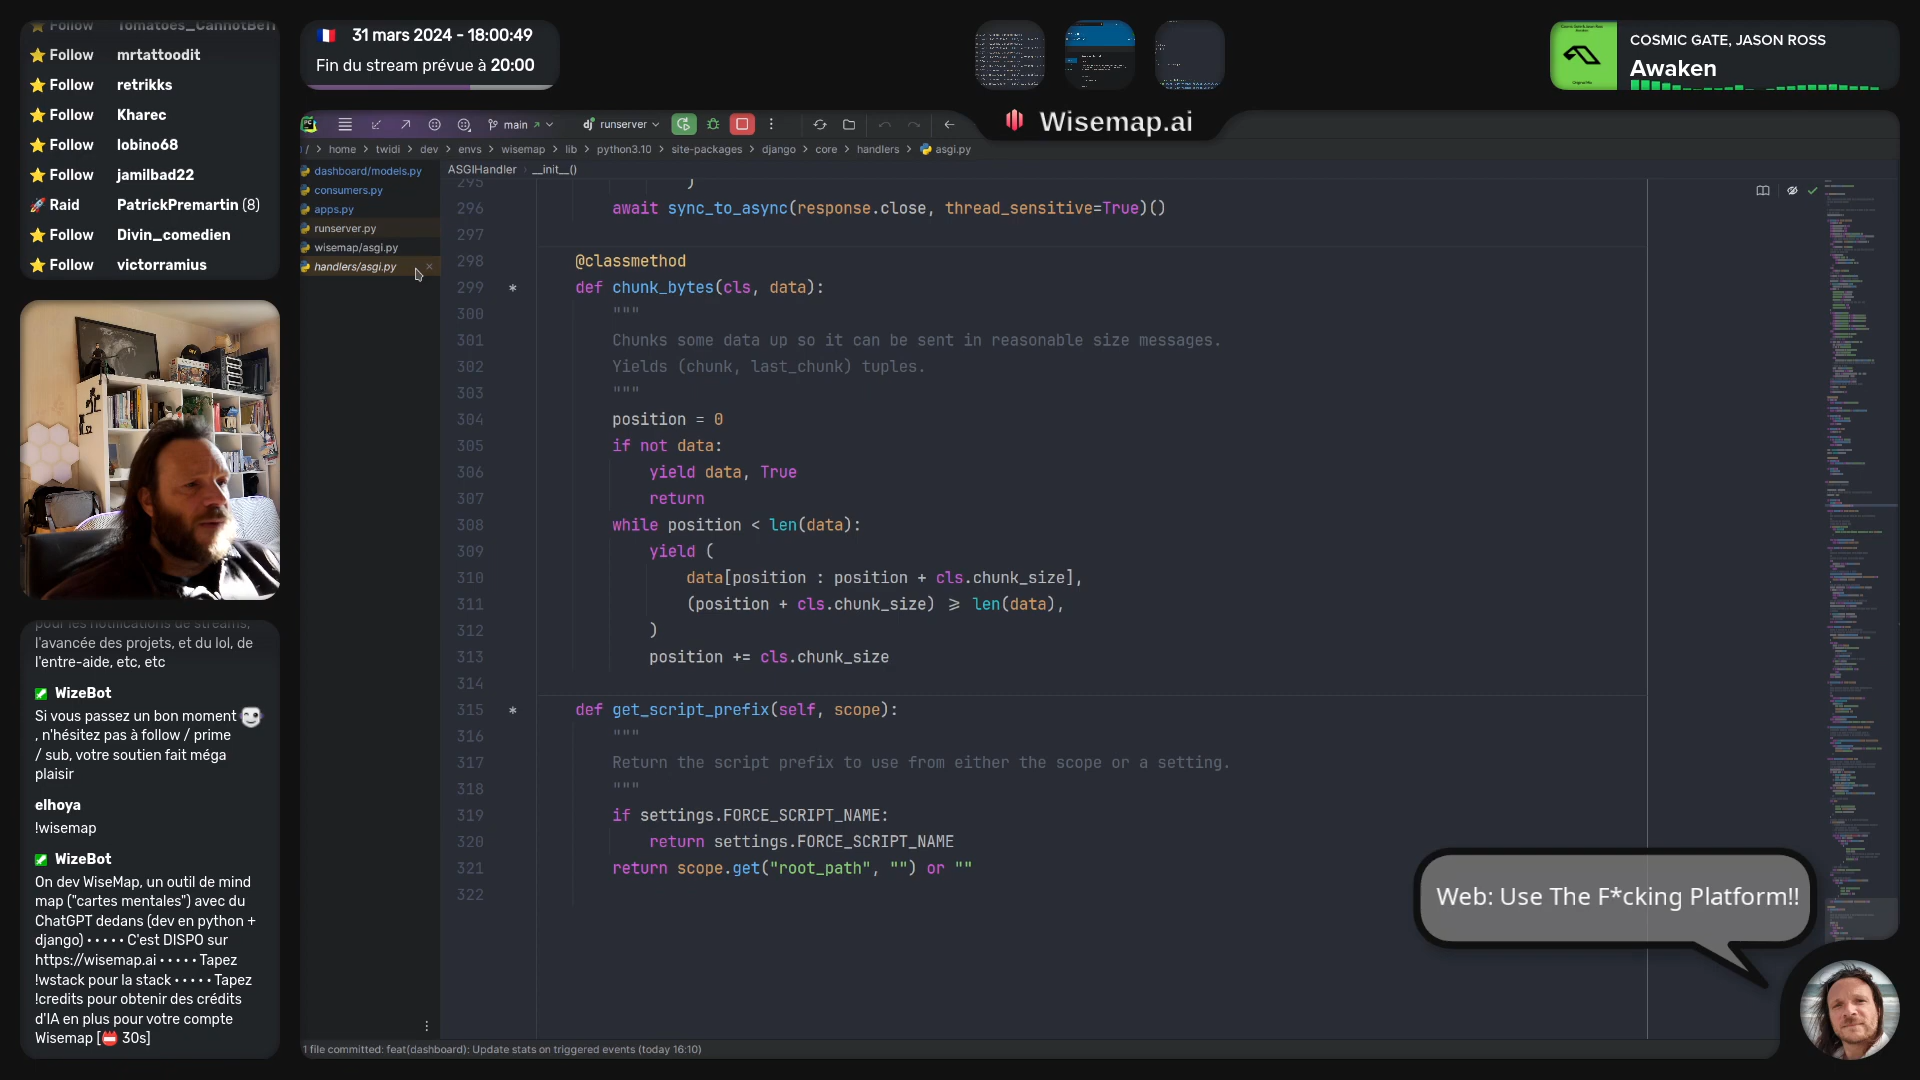 Follow Tomatoes_CannotBeff
Follow mrtattoodit
Follow retrikks
Follow Kharec
Follow lobino68
Follow jamilbad22
Raid PatrickPremartin (8)
Follow Divin_comedien
Follow victorramius
31 mars 2024 - 18:00:49
Fin du stream prévue à 20:00
COSMIC GATE, JASON ROSS
Awaken
Wisemap.ai
main
runserver
/ home twidi dev envs wisemap lib python3.10 site-packages django core handlers asgi.py
dashboard/models.py
consumers.py
apps.py
runserver.py
wisemap/asgi.py
handlers/asgi.py
ASGIHandler __init__()
295 )
296 await sync_to_async(response.close, thread_sensitive=True)()
297
298 @classmethod
299 def chunk_bytes(cls, data):
300 """
301 Chunks some data up so it can be sent in reasonable size messages.
302 Yields (chunk, last_chunk) tuples.
303 """
304 position = 0
305 if not data:
306 yield data, True
307 return
308 while position < len(data):
309 yield (
310 data[position : position + cls.chunk_size],
311 (position + cls.chunk_size) ⩾ len(data),
312 )
313 position += cls.chunk_size
314
315 def get_script_prefix(self, scope):
316 """
317 Return the script prefix to use from either the scope or a setting.
318 """
319 if settings.FORCE_SCRIPT_NAME:
320 return settings.FORCE_SCRIPT_NAME
321 return scope.get("root_path", "") or ""
322
pour les notifications de streams,
l'avancée des projets, et du lol, de
l'entre-aide, etc, etc
WizeBot
Si vous passez un bon moment
, n'hésitez pas à follow / prime
/ sub, votre soutien fait méga
plaisir
elhoya
!wisemap
WizeBot
On dev WiseMap, un outil de mind
map ("cartes mentales") avec du
ChatGPT dedans (dev en python +
django) • • • • • C'est DISPO sur
https://wisemap.ai • • • • • Tapez
!wstack pour la stack • • • • • Tapez
!credits pour obtenir des crédits
d'IA en plus pour votre compte
Wisemap [📛 30s]
Web: Use The F*cking Platform!!
1 file committed: feat(dashboard): Update stats on triggered events (today 16:10)